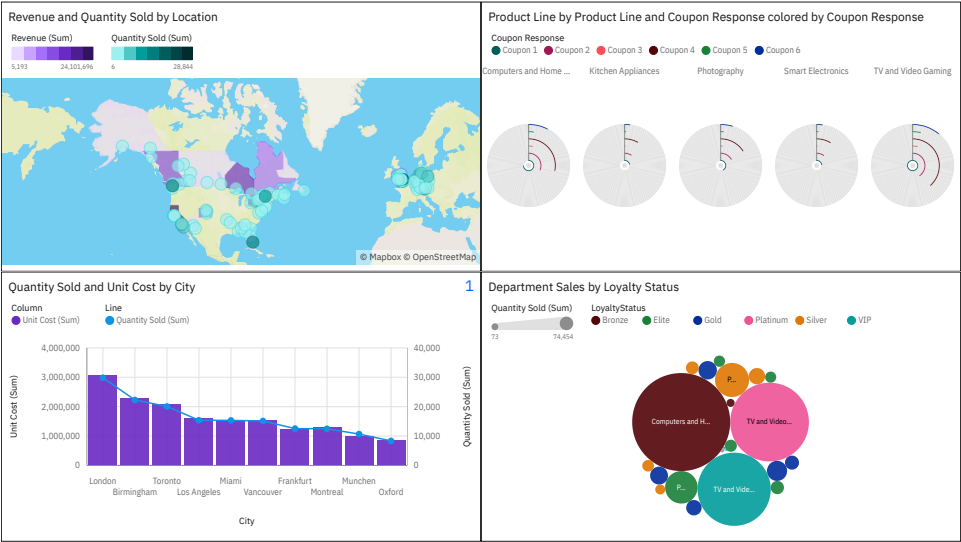 Revenue and Quantity Sold by Location
Revenue (Sum)
Quantity Sold (Sum)
5,193
24,101,696
6
28,844
© Mapbox © OpenStreetMap
Product Line by Product Line and Coupon Response colored by Coupon Response
Coupon Response
Coupon 1
Coupon 2
Coupon 3
Coupon 4
Coupon 5
Coupon 6
Computers and Home ...
Kitchen Appliances
Photography
Smart Electronics
TV and Video Gaming
Quantity Sold and Unit Cost by City
1
Column
Line
Unit Cost (Sum)
Quantity Sold (Sum)
4,000,000
3,000,000
2,000,000
1,000,000
0
Unit Cost (Sum)
40,000
30,000
20,000
10,000
0
Quantity Sold (Sum)
London
Birmingham
Toronto
Los Angeles
Miami
Vancouver
Frankfurt
Montreal
Munchen
Oxford
City
Department Sales by Loyalty Status
Quantity Sold (Sum)
LoyaltyStatus
73
74,454
Bronze
Elite
Gold
Platinum
Silver
VIP
P...
Computers and H...
TV and Video...
P...
TV and Vide...